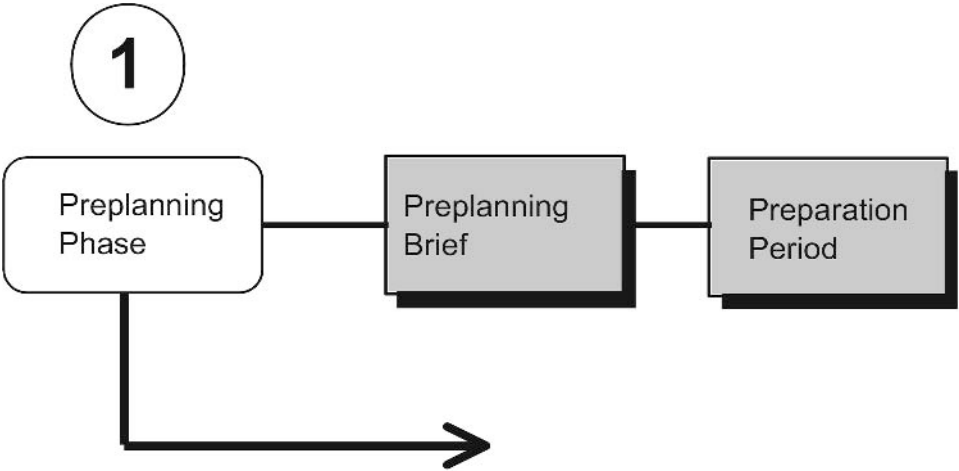 1
Preplanning
Phase
Preplanning
Brief
Preparation
Period